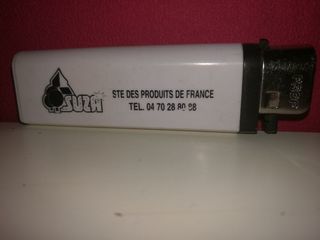 SUZA
STE DES PRODUITS DE FRANCE
TEL. 04 70 28 80 88